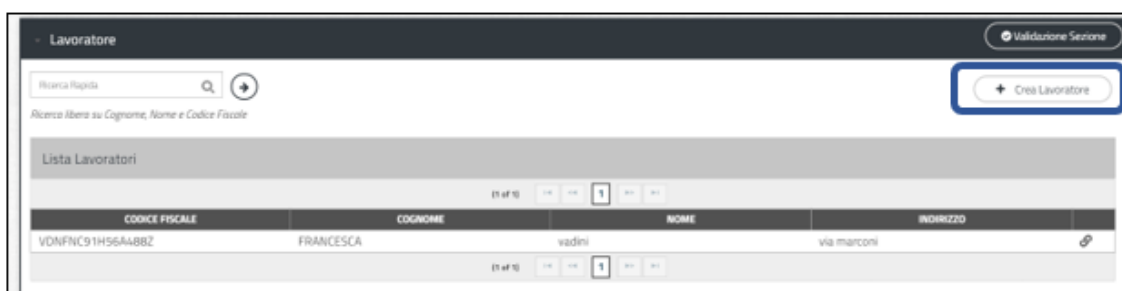 - Lavoratore
Validazione Sezione
Ricerca Rapida
+ Crea Lavoratore
Ricerca libera su Cognome, Nome e Codice Fiscale
Lista Lavoratori
(1 of 1) 1
CODICE FISCALE COGNOME NOME INDIRIZZO
VDNFNC91H56A488Z FRANCESCA vadini via marconi
(1 of 1) 1